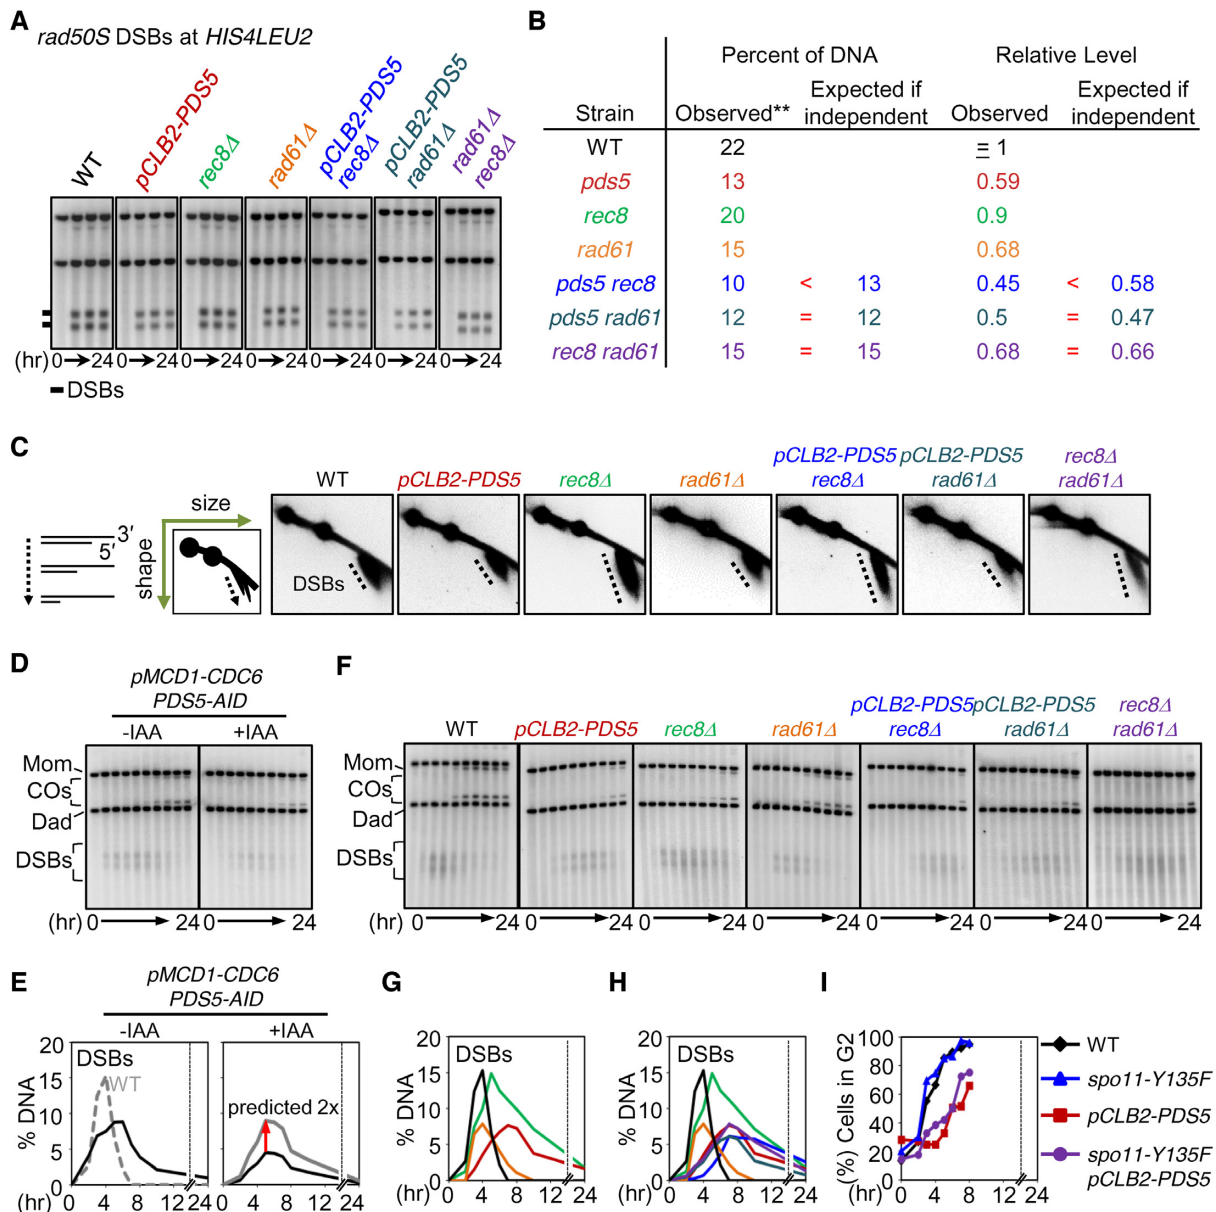 A
rad50S DSBs at HIS4LEU2
WT
pCLB2-PDS5
rec8Δ
rad61Δ
pCLB2-PDS5
rec8Δ
pCLB2-PDS5
rad61Δ
rad61Δ
rec8Δ
(hr) 0 24 0 24 0 24 0 24 0 24 0 24 0 24
DSBs
B
Percent of DNA Relative Level
Strain Observed** Expected if independent Observed Expected if independent
WT 22 ≡ 1
pds5 13 0.59
rec8 20 0.9
rad61 15 0.68
pds5 rec8 10 < 13 0.45 < 0.58
pds5 rad61 12 = 12 0.5 = 0.47
rec8 rad61 15 = 15 0.68 = 0.66
C
3′
5′
size
shape
WT
DSBs
pCLB2-PDS5
rec8Δ
rad61Δ
pCLB2-PDS5
rec8Δ
pCLB2-PDS5
rad61Δ
rec8Δ
rad61Δ
D
pMCD1-CDC6
PDS5-AID
-IAA +IAA
Mom
COs
Dad
DSBs
(hr) 0 24 0 24
F
WT
pCLB2-PDS5
rec8Δ
rad61Δ
pCLB2-PDS5
rec8Δ
pCLB2-PDS5
rad61Δ
rec8Δ
rad61Δ
Mom
COs
Dad
DSBs
(hr) 0 24 0 24 0 24 0 24 0 24 0 24 0 24
E
pMCD1-CDC6
PDS5-AID
-IAA +IAA
% DNA
20
15
10
5
0
DSBs
WT
predicted 2x
(hr) 0 4 8 12 24 0 4 8 12 24
G
% DNA
20
15
10
5
0
DSBs
(hr) 0 4 8 12 24
H
% DNA
20
15
10
5
0
DSBs
(hr) 0 4 8 12 24
I
(%) Cells in G2
100
80
60
40
20
0
(hr) 0 4 8 12 24
WT
spo11-Y135F
pCLB2-PDS5
spo11-Y135F
pCLB2-PDS5